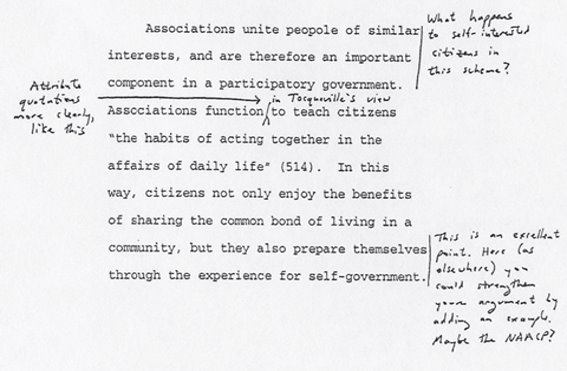 Associations unite peopole of similar
interests, and are therefore an important
component in a participatory government.
Associations function to teach citizens
"the habits of acting together in the
affairs of daily life" (514). In this
way, citizens not only enjoy the benefits
of sharing the common bond of living in a
community, but they also prepare themselves
through the experience for self-government.
What happens
to self-interested
citizens in
this scheme?
Attribute
quotations
more clearly,
like this
in Tocqueville's view
This is an excellent
point. Here (as
elsewhere) you
could strengthen
your argument by
adding an example.
Maybe the NAACP?